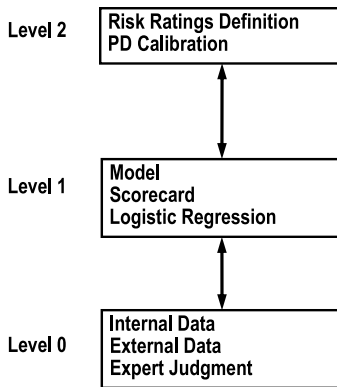 Level 2
Risk Ratings Definition
PD Calibration
Level 1
Model
Scorecard
Logistic Regression
Level 0
Internal Data
External Data
Expert Judgment